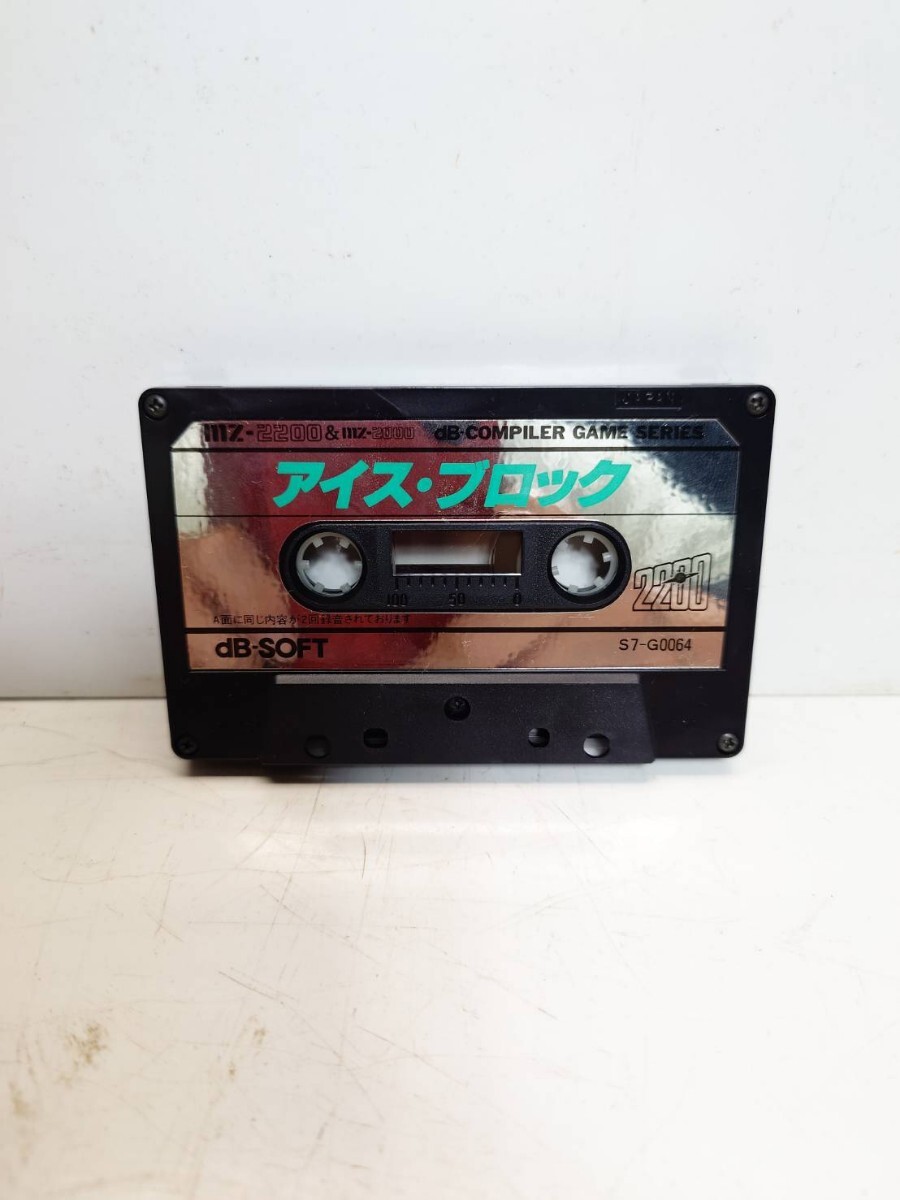 JAPAN
MZ-2200 & MZ-2000 dB-COMPILER GAME SERIES
アイス・ブロック
100 50 0
2200
A面に同じ内容が2回録音されております
dB-SOFT S7-G0064